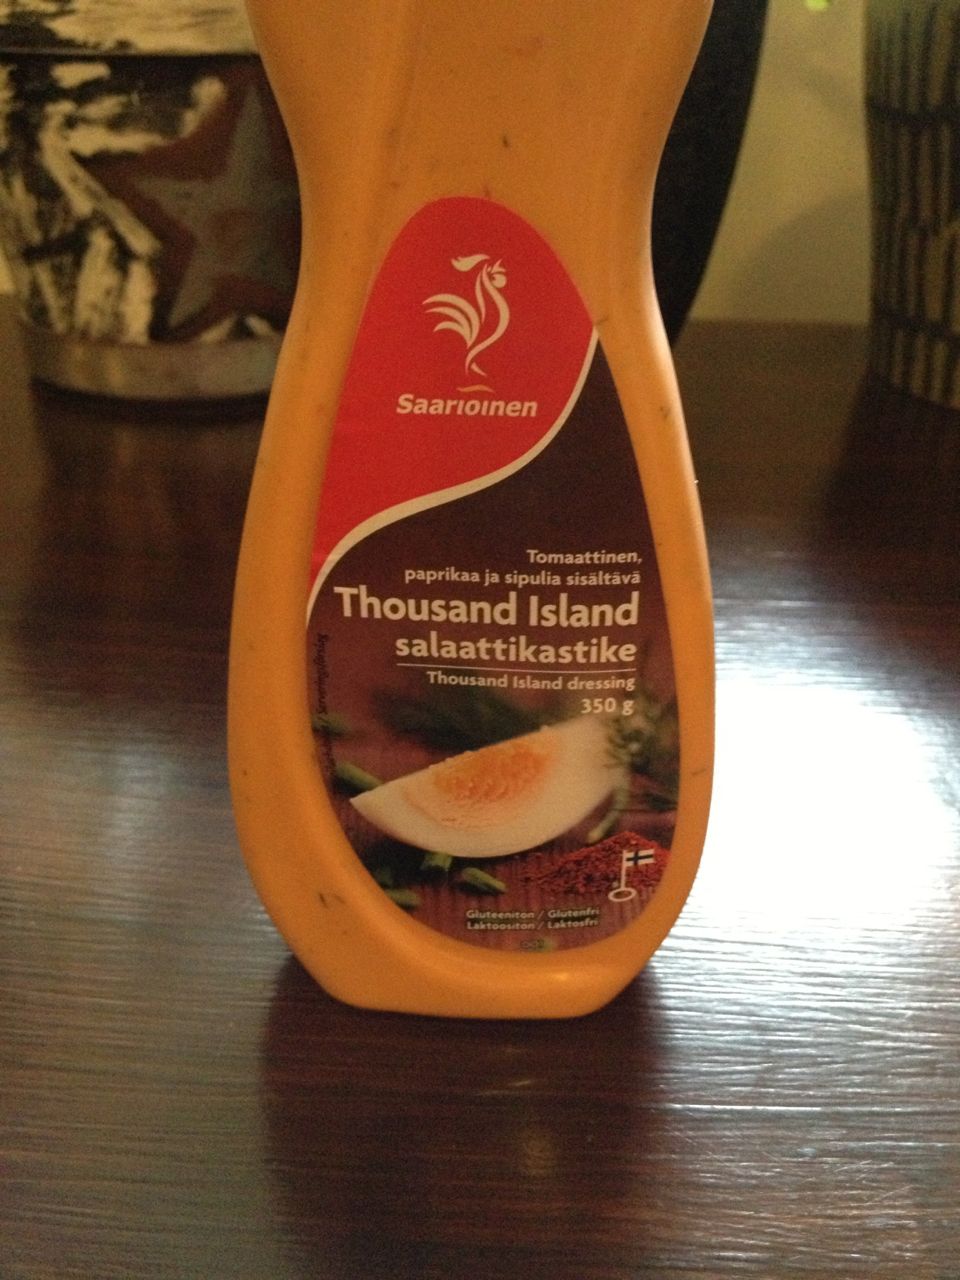 Saarioinen
Tomaattinen,
paprikaa ja sipulia sisältävä
Thousand Island
salaattikastike
Thousand Island dressing
350 g
Gluteeniton / Glutenfri
Laktoositon / Laktosfri